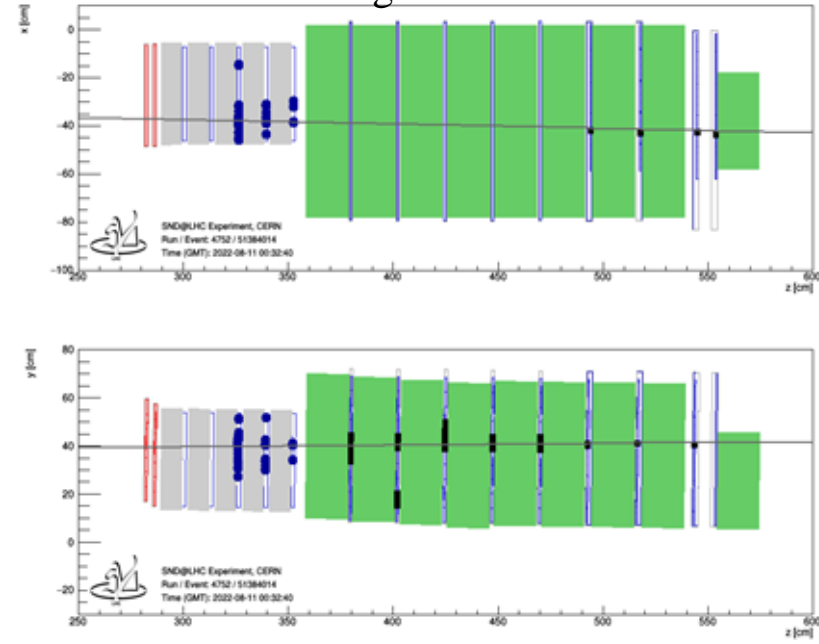 x [cm]
0
−20
−40
−60
−80
−100
SND@LHC Experiment, CERN
Run / Event: 4752 / 51384014
Time (GMT): 2022-08-11 00:32:40
250 300 350 400 450 500 550 600
z [cm]
y [cm]
80
60
40
20
0
−20
SND@LHC Experiment, CERN
Run / Event: 4752 / 51384014
Time (GMT): 2022-08-11 00:32:40
250 300 350 400 450 500 550 600
z [cm]